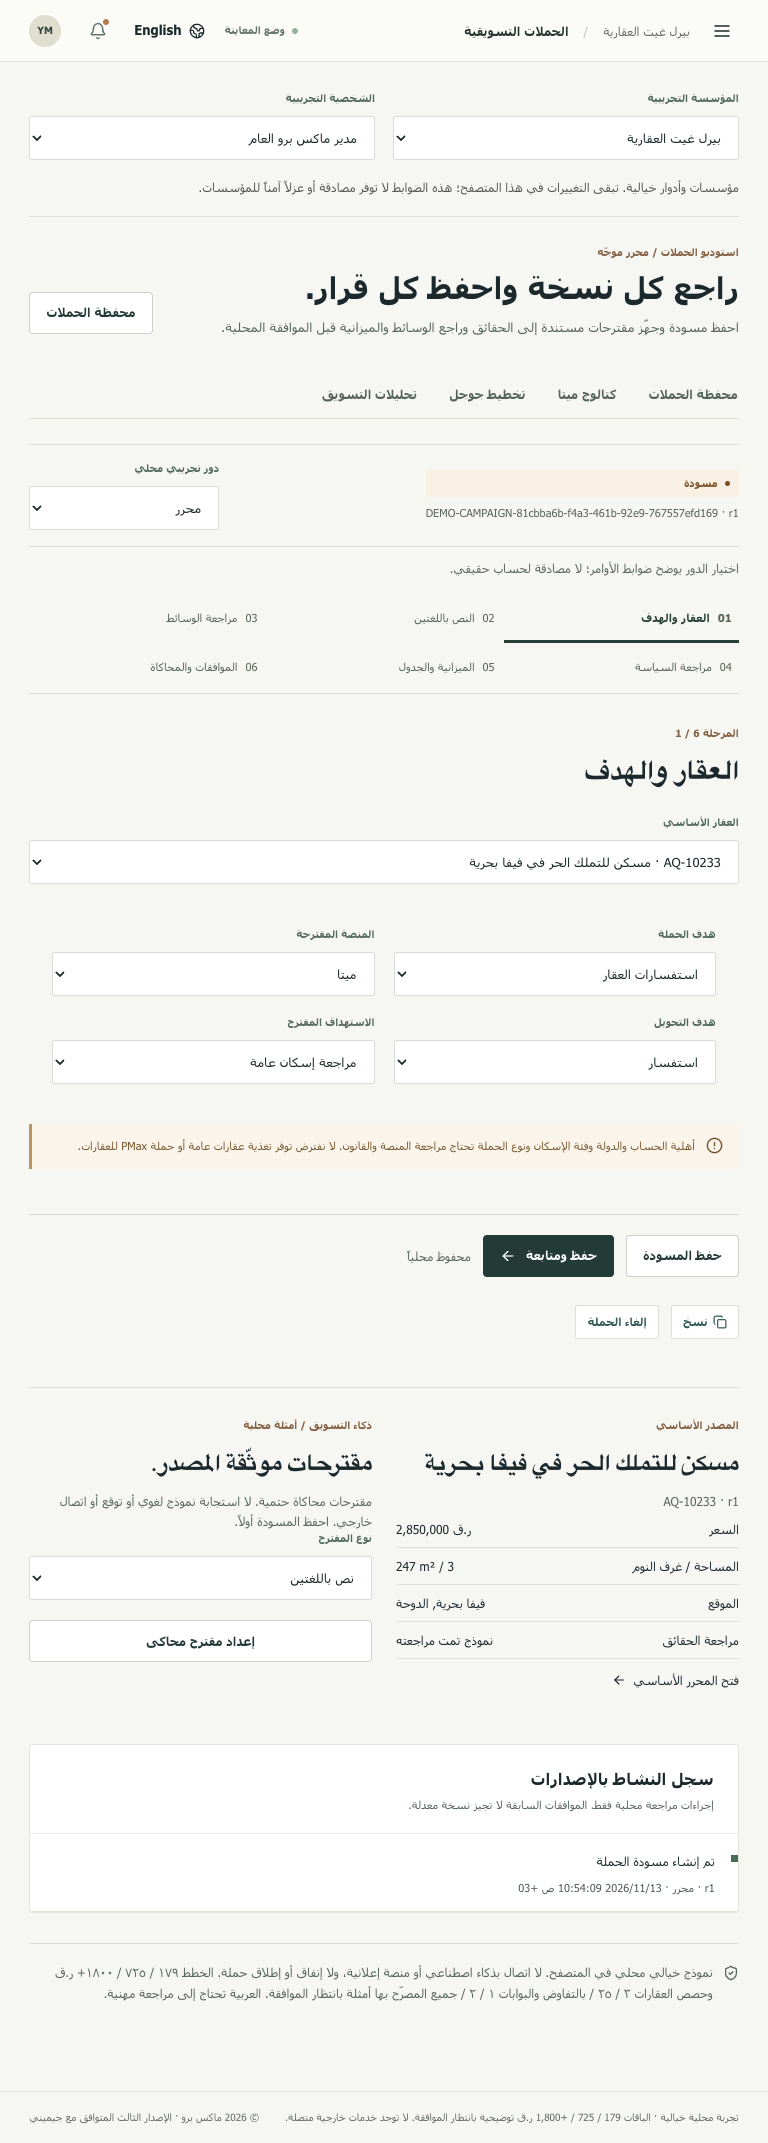 بيرل غيت العقارية / الحملات التسويقية
وضع المعاينة
English
YM
المؤسسة التجريبية
بيرل غيت العقارية
الشخصية التجريبية
مدير ماكس برو العام
مؤسسات وأدوار خيالية. تبقى التغييرات في هذا المتصفح؛ هذه الضوابط لا توفر مصادقة أو عزلاً آمناً للمؤسسات.
استوديو الحملات / محرر موجّه
راجع كل نسخة واحفظ كل قرار.
احفظ مسودة وجهّز مقترحات مستندة إلى الحقائق وراجع الوسائط والميزانية قبل الموافقة المحلية.
محفظة الحملات
محفظة الحملات
كتالوج ميتا
تخطيط جوجل
تحليلات التسويق
مسودة
DEMO-CAMPAIGN-81cbba6b-f4a3-461b-92e9-767557efd169 · r1
دور تجريبي محلي
محرر
اختيار الدور يوضح ضوابط الأوامر؛ لا مصادقة لحساب حقيقي.
01 العقار والهدف
02 النص باللغتين
03 مراجعة الوسائط
04 مراجعة السياسة
05 الميزانية والجدول
06 الموافقات والمحاكاة
المرحلة 6 / 1
العقار والهدف
العقار الأساسي
AQ-10233 · مسكن للتملك الحر في فيفا بحرية
هدف الحملة
استفسارات العقار
المنصة المقترحة
ميتا
هدف التحويل
استفسار
الاستهداف المقترح
مراجعة إسكان عامة
أهلية الحساب والدولة وفئة الإسكان ونوع الحملة تحتاج مراجعة المنصة والقانون. لا نفترض توفر تغذية عقارات عامة أو حملة PMax للعقارات.
حفظ المسودة
حفظ ومتابعة
محفوظ محلياً
نسخ
إلغاء الحملة
المصدر الأساسي
مسكن للتملك الحر في فيفا بحرية
AQ-10233 · r1
السعر
2,850,000 ر.ق
المساحة / غرف النوم
247 m² / 3
الموقع
فيفا بحرية, الدوحة
مراجعة الحقائق
نموذج تمت مراجعته
فتح المحرر الأساسي
ذكاء التسويق / أمثلة محلية
مقترحات موثّقة المصدر.
مقترحات محاكاة حتمية. لا استجابة نموذج لغوي أو توقع أو اتصال
خارجي. احفظ المسودة أولاً.
نوع المقترح
نص باللغتين
إعداد مقترح محاكى
سجل النشاط بالإصدارات
إجراءات مراجعة محلية فقط. الموافقات السابقة لا تجيز نسخة معدلة.
تم إنشاء مسودة الحملة
r1 · محرر · 2026/11/13 10:54:09 ص +03
نموذج خيالي محلي في المتصفح. لا اتصال بذكاء اصطناعي أو منصة إعلانية، ولا إنفاق أو إطلاق حملة. الخطط ١٧٩ / ٧٢٥ / ١٨٠٠+ ر.ق
وحصص العقارات ٣ / ٢٥ / بالتفاوض والبوابات ١ / ٢ / جميع المصرّح بها أمثلة بانتظار الموافقة. العربية تحتاج إلى مراجعة مهنية.
تجربة محلية خيالية · الباقات 179 / 725 / +1,800 ر.ق توضيحية بانتظار الموافقة. لا توجد خدمات خارجية متصلة.
© 2026 ماكس برو · الإصدار الثالث المتوافق مع جيميني